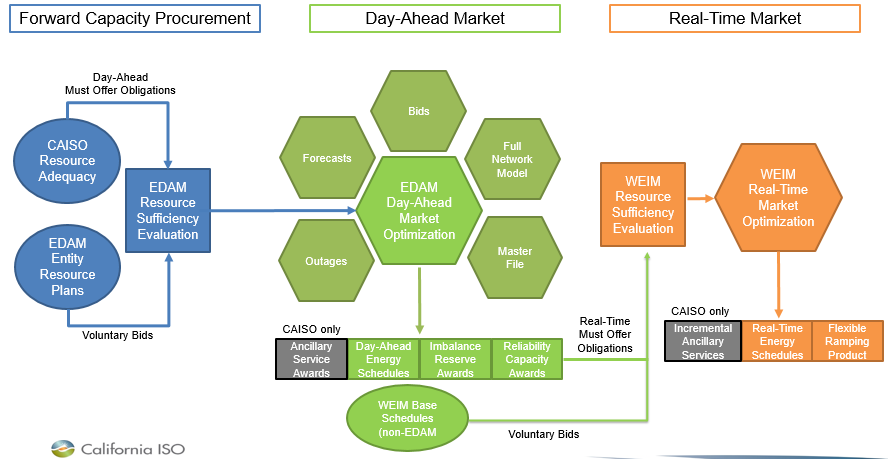 Forward Capacity Procurement
Day-Ahead Market
Real-Time Market
Day-Ahead
Must Offer Obligations
CAISO
Resource
Adequacy
EDAM
Resource
Sufficiency
Evaluation
EDAM
Entity
Resource
Plans
Voluntary Bids
Bids
Forecasts
Full
Network
Model
EDAM
Day-Ahead
Market
Optimization
Outages
Master
File
CAISO only
Ancillary
Service
Awards
Day-Ahead
Energy
Schedules
Imbalance
Reserve
Awards
Reliability
Capacity
Awards
WEIM Base
Schedules
(non-EDAM
Real-Time
Must Offer
Obligations
Voluntary Bids
WEIM
Resource
Sufficiency
Evaluation
WEIM
Real-Time
Market
Optimization
CAISO only
Incremental
Ancillary
Services
Real-Time
Energy
Schedules
Flexible
Ramping
Product
California ISO